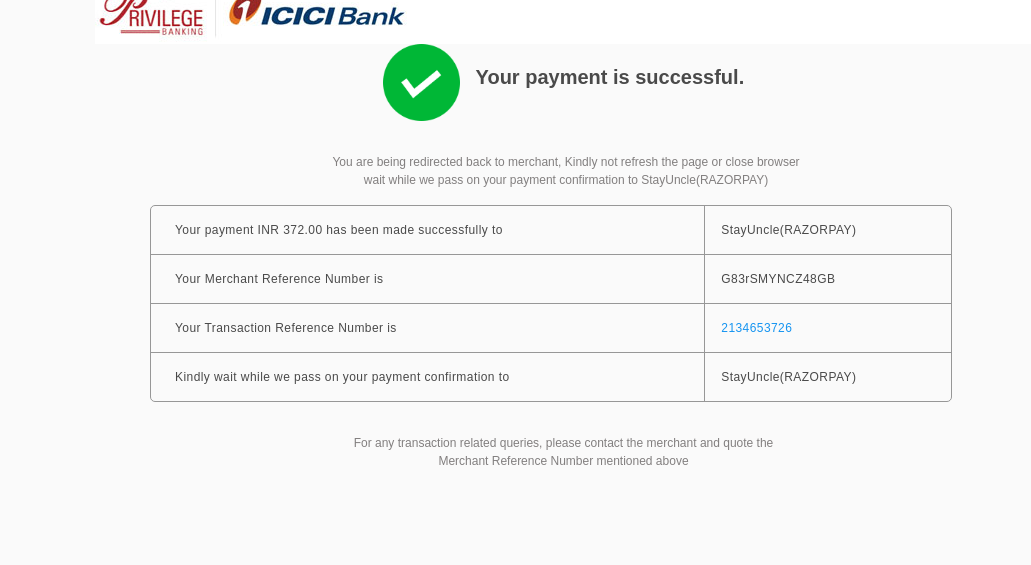 PRIVILEGE
BANKING
ICICI Bank
Your payment is successful.
You are being redirected back to merchant, Kindly not refresh the page or close browser
wait while we pass on your payment confirmation to StayUncle(RAZORPAY)
Your payment INR 372.00 has been made successfully to StayUncle(RAZORPAY)
Your Merchant Reference Number is G83rSMYNCZ48GB
Your Transaction Reference Number is 2134653726
Kindly wait while we pass on your payment confirmation to StayUncle(RAZORPAY)
For any transaction related queries, please contact the merchant and quote the
Merchant Reference Number mentioned above